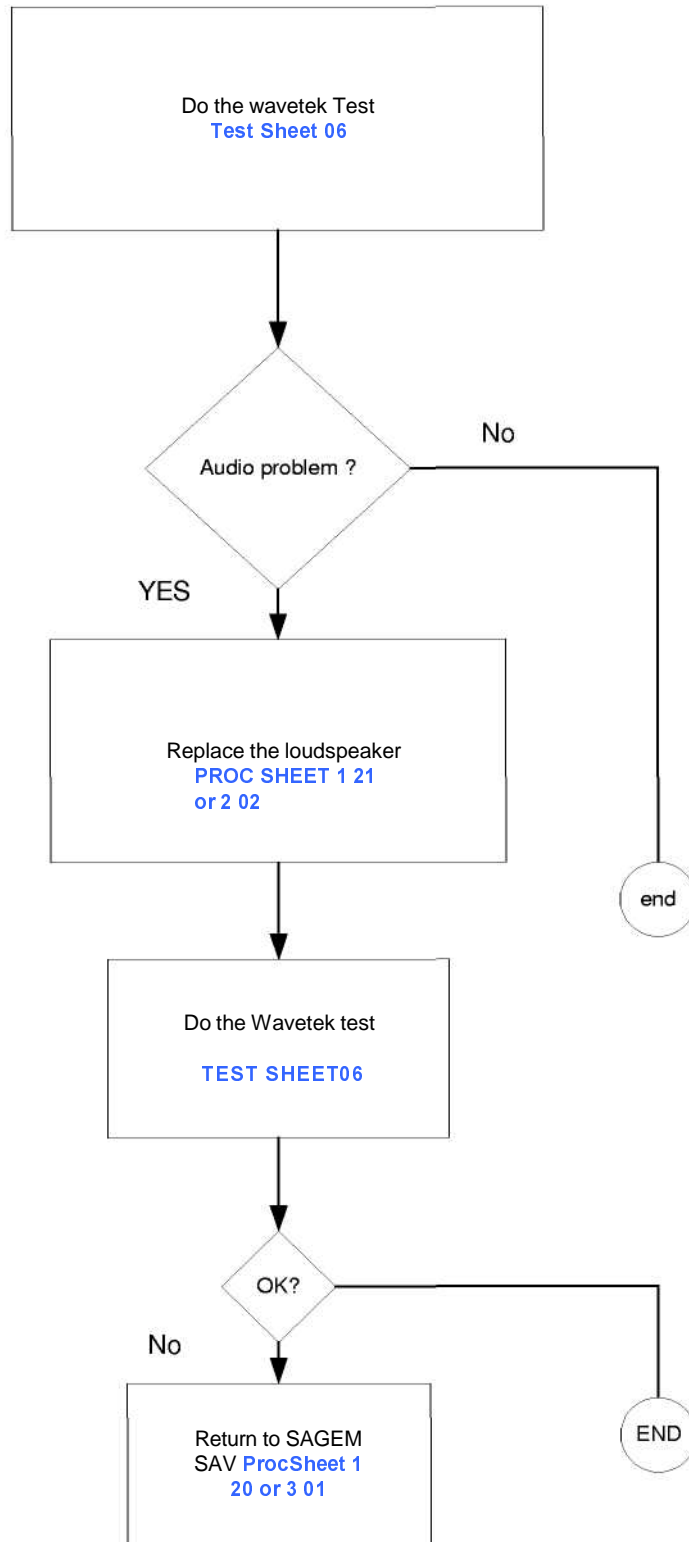 Do the wavetek Test
Test Sheet 06
Audio problem ?
No
YES
Replace the loudspeaker
PROC SHEET 1 21
or 2 02
end
Do the Wavetek test
TEST SHEET06
OK?
No
Return to SAGEM
SAV ProcSheet 1
20 or 3 01
END